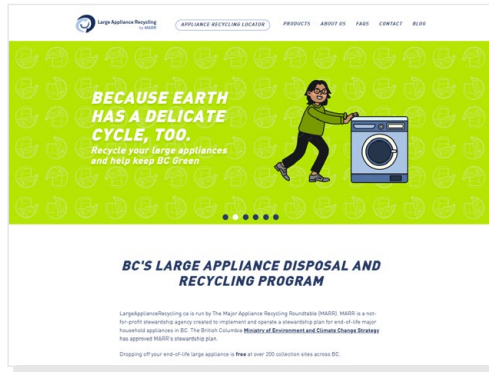 Large Appliance Recycling
by MARR
APPLIANCE RECYCLING LOCATOR
PRODUCTS
ABOUT US
FAQS
CONTACT
BLOG
BECAUSE EARTH
HAS A DELICATE
CYCLE, TOO.
Recycle your large appliances
and help keep BC Green
BC'S LARGE APPLIANCE DISPOSAL AND
RECYCLING PROGRAM
LargeApplianceRecycling.ca is run by The Major Appliance Recycling Roundtable (MARR). MARR is a not-
for-profit stewardship agency created to implement and operate a stewardship plan for end-of-life major
household appliances in BC. The British Columbia Ministry of Environment and Climate Change Strategy
has approved MARR's stewardship plan.
Dropping off your end-of-life large appliance is free at over 200 collection sites across BC.